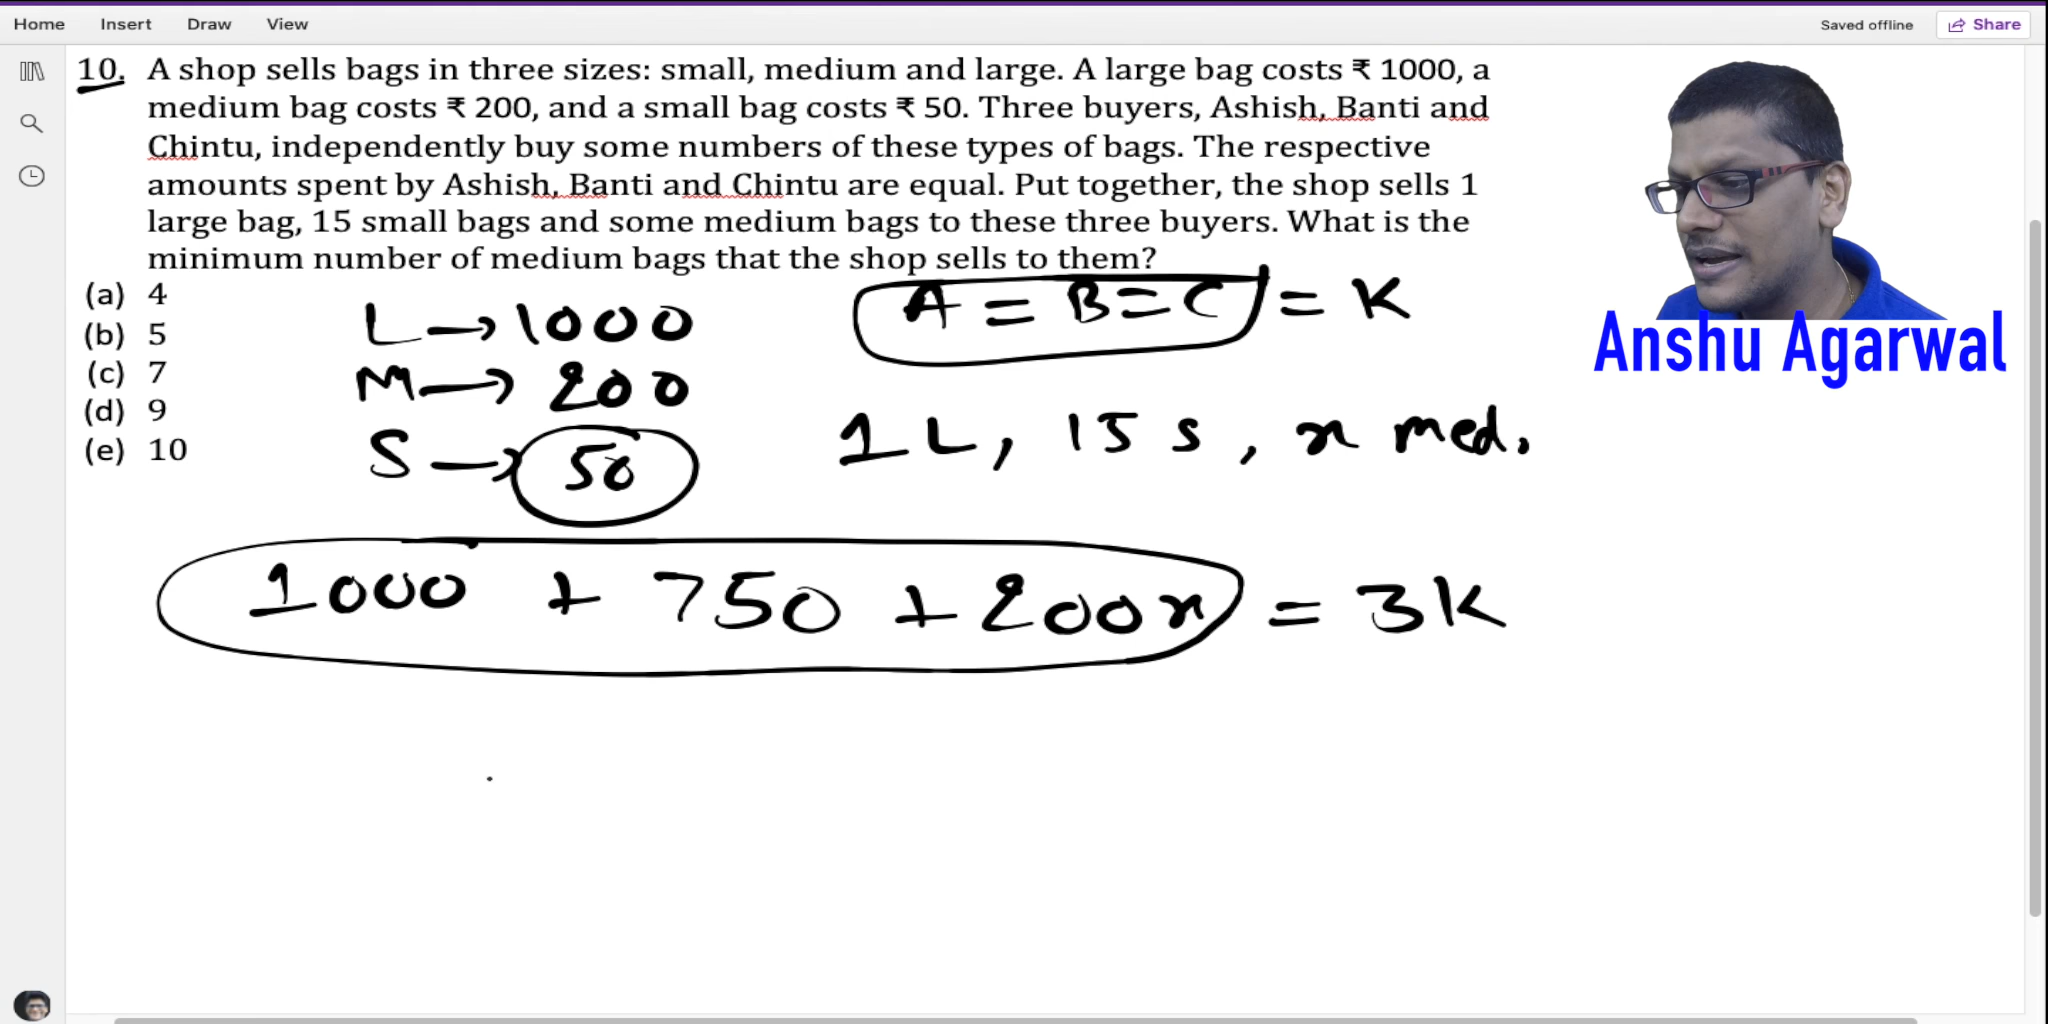 Home Insert Draw View Saved offline Share
10. A shop sells bags in three sizes: small, medium and large. A large bag costs ₹ 1000, a
medium bag costs ₹ 200, and a small bag costs ₹ 50. Three buyers, Ashish, Banti and
Chintu, independently buy some numbers of these types of bags. The respective
amounts spent by Ashish, Banti and Chintu are equal. Put together, the shop sells 1
large bag, 15 small bags and some medium bags to these three buyers. What is the
minimum number of medium bags that the shop sells to them?
(a) 4
(b) 5
(c) 7
(d) 9
(e) 10
L → 1000
M → 200
S → 50
A = B = C = K
1 L, 15 s, x med.
Anshu Agarwal
1000 + 750 + 200x = 3K